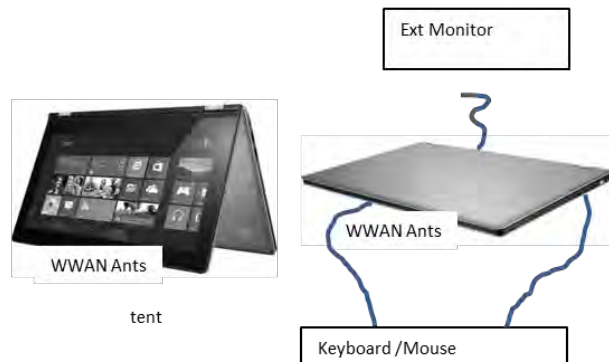 Ext Monitor
WWAN Ants
WWAN Ants
tent
Keyboard /Mouse